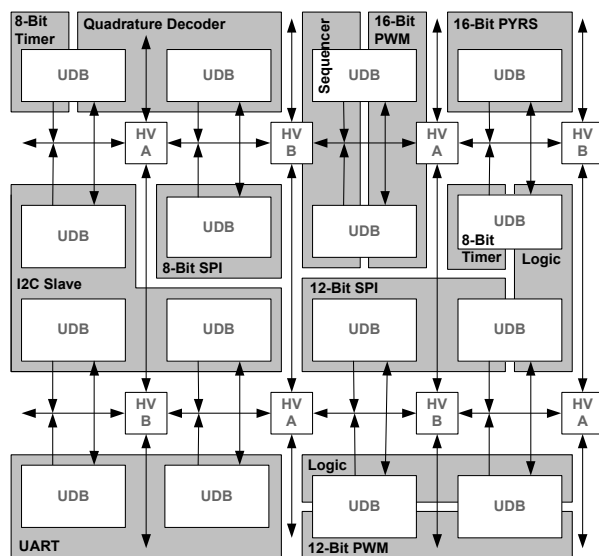 8-Bit
Timer
Quadrature Decoder
Sequencer
16-Bit
PWM
16-Bit PYRS
UDB
UDB
UDB
UDB
HV
A
HV
B
HV
A
HV
B
UDB
UDB
UDB
UDB
8-Bit SPI
8-Bit
Timer
Logic
I2C Slave
12-Bit SPI
UDB
UDB
UDB
UDB
HV
B
HV
A
HV
B
HV
A
Logic
UDB
UDB
UDB
UDB
UART
12-Bit PWM